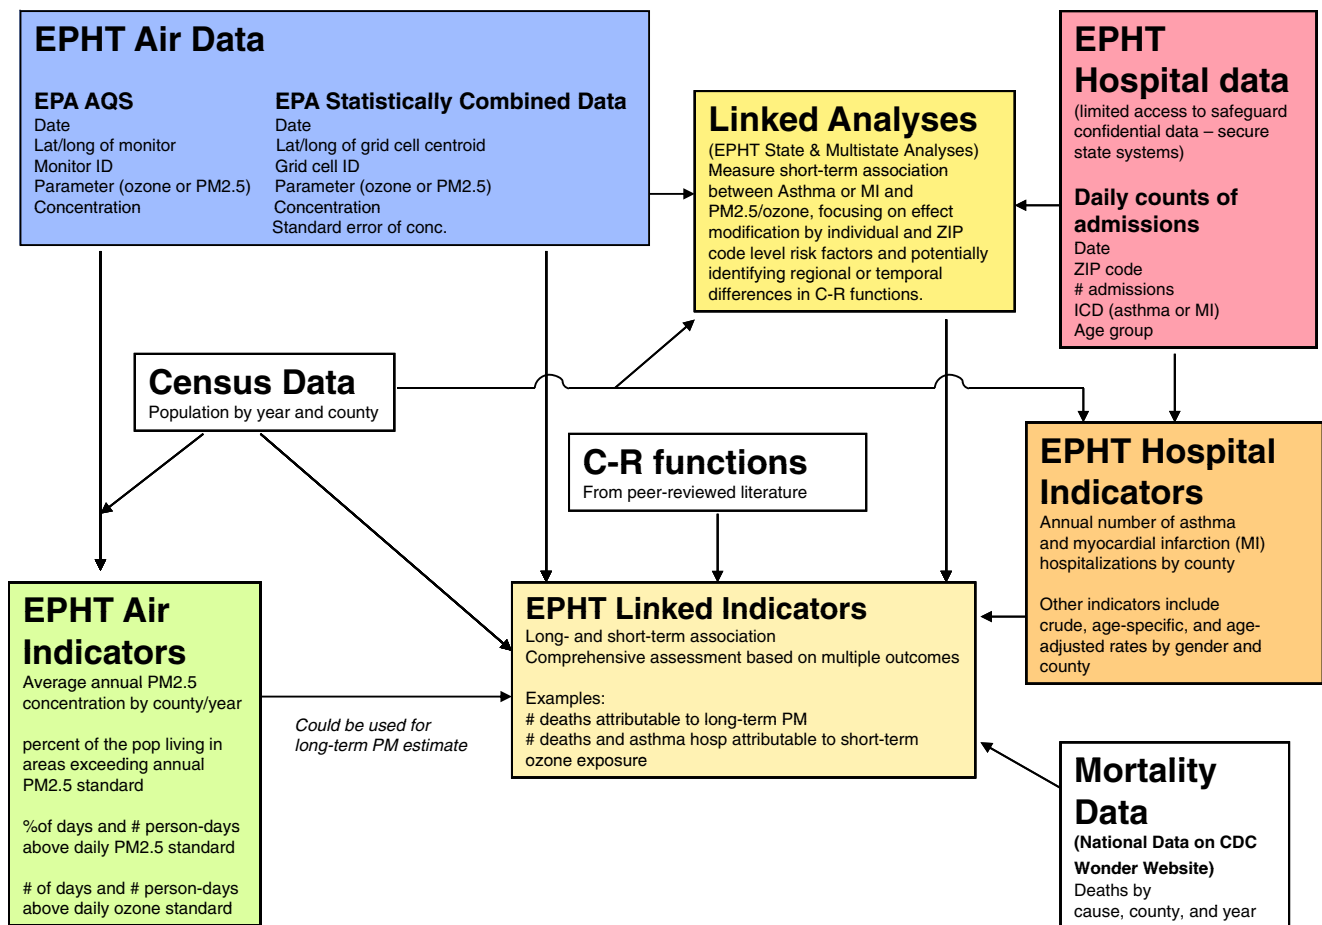 EPHT Air Data
EPA AQS
Date
Lat/long of monitor
Monitor ID
Parameter (ozone or PM2.5)
Concentration
EPA Statistically Combined Data
Date
Lat/long of grid cell centroid
Grid cell ID
Parameter (ozone or PM2.5)
Concentration
Standard error of conc.
Linked Analyses
(EPHT State & Multistate Analyses)
Measure short-term association
between Asthma or MI and
PM2.5/ozone, focusing on effect
modification by individual and ZIP
code level risk factors and potentially
identifying regional or temporal
differences in C-R functions.
EPHT
Hospital data
(limited access to safeguard
confidential data – secure
state systems)
Daily counts of
admissions
Date
ZIP code
# admissions
ICD (asthma or MI)
Age group
Census Data
Population by year and county
C-R functions
From peer-reviewed literature
EPHT Hospital
Indicators
Annual number of asthma
and myocardial infarction (MI)
hospitalizations by county
Other indicators include
crude, age-specific, and age-
adjusted rates by gender and
county
EPHT Air
Indicators
Average annual PM2.5
concentration by county/year
percent of the pop living in
areas exceeding annual
PM2.5 standard
%of days and # person-days
above daily PM2.5 standard
# of days and # person-days
above daily ozone standard
Could be used for
long-term PM estimate
EPHT Linked Indicators
Long- and short-term association
Comprehensive assessment based on multiple outcomes
Examples:
# deaths attributable to long-term PM
# deaths and asthma hosp attributable to short-term
ozone exposure
Mortality
Data
(National Data on CDC
Wonder Website)
Deaths by
cause, county, and year